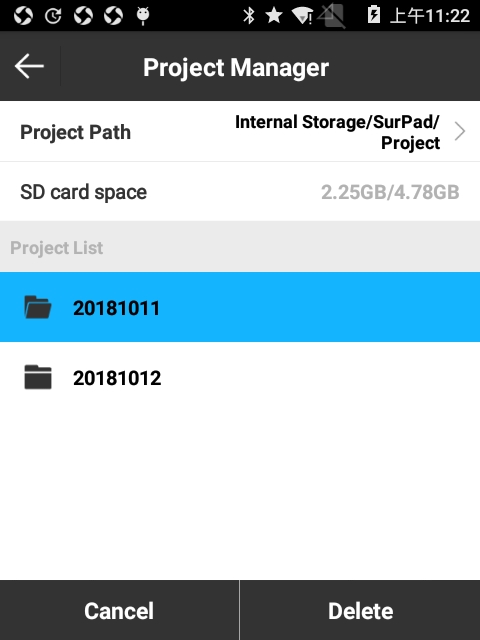 上午11:22
Project Manager
Project Path
Internal Storage/SurPad/
Project
SD card space
2.25GB/4.78GB
Project List
20181011
20181012
Cancel
Delete